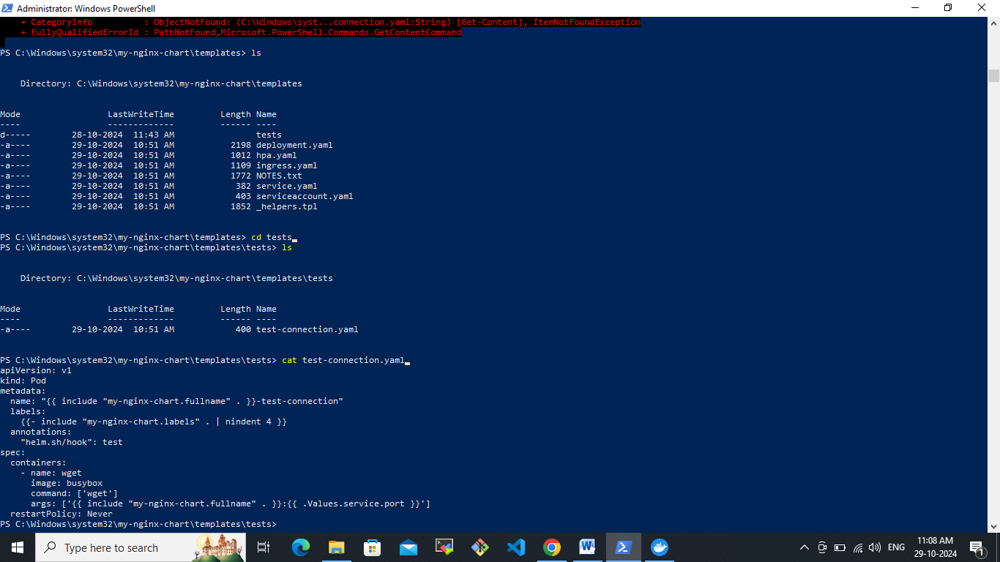 Administrator: Windows PowerShell
    + CategoryInfo          : ObjectNotFound: (C:\Windows\syst...connection.yaml:String) [Get-Content], ItemNotFoundException
    + FullyQualifiedErrorId : PathNotFound,Microsoft.PowerShell.Commands.GetContentCommand
PS C:\Windows\system32\my-nginx-chart\templates> ls
    Directory: C:\Windows\system32\my-nginx-chart\templates
Mode                 LastWriteTime         Length Name
----                 -------------         ------ ----
d-----        28-10-2024  11:43 AM                tests
-a----        29-10-2024  10:51 AM           2198 deployment.yaml
-a----        29-10-2024  10:51 AM           1012 hpa.yaml
-a----        29-10-2024  10:51 AM           1109 ingress.yaml
-a----        29-10-2024  10:51 AM           1772 NOTES.txt
-a----        29-10-2024  10:51 AM            382 service.yaml
-a----        29-10-2024  10:51 AM            403 serviceaccount.yaml
-a----        29-10-2024  10:51 AM           1852 _helpers.tpl
PS C:\Windows\system32\my-nginx-chart\templates> cd tests
PS C:\Windows\system32\my-nginx-chart\templates\tests> ls
    Directory: C:\Windows\system32\my-nginx-chart\templates\tests
Mode                 LastWriteTime         Length Name
----                 -------------         ------ ----
-a----        29-10-2024  10:51 AM            400 test-connection.yaml
PS C:\Windows\system32\my-nginx-chart\templates\tests> cat test-connection.yaml
apiVersion: v1
kind: Pod
metadata:
  name: "{{ include "my-nginx-chart.fullname" . }}-test-connection"
  labels:
    {{- include "my-nginx-chart.labels" . | nindent 4 }}
  annotations:
    "helm.sh/hook": test
spec:
  containers:
    - name: wget
      image: busybox
      command: ['wget']
      args: ['{{ include "my-nginx-chart.fullname" . }}:{{ .Values.service.port }}']
  restartPolicy: Never
PS C:\Windows\system32\my-nginx-chart\templates\tests>
Type here to search
ENG
11:08 AM
29-10-2024
1